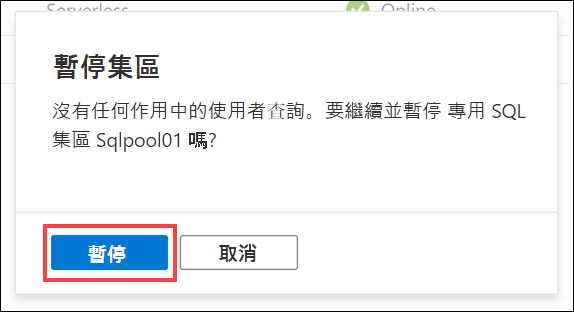 Serverless
Online
暫停集區
沒有任何作用中的使用者查詢。要繼續並暫停 專用 SQL
集區 Sqlpool01 嗎?
暫停
取消